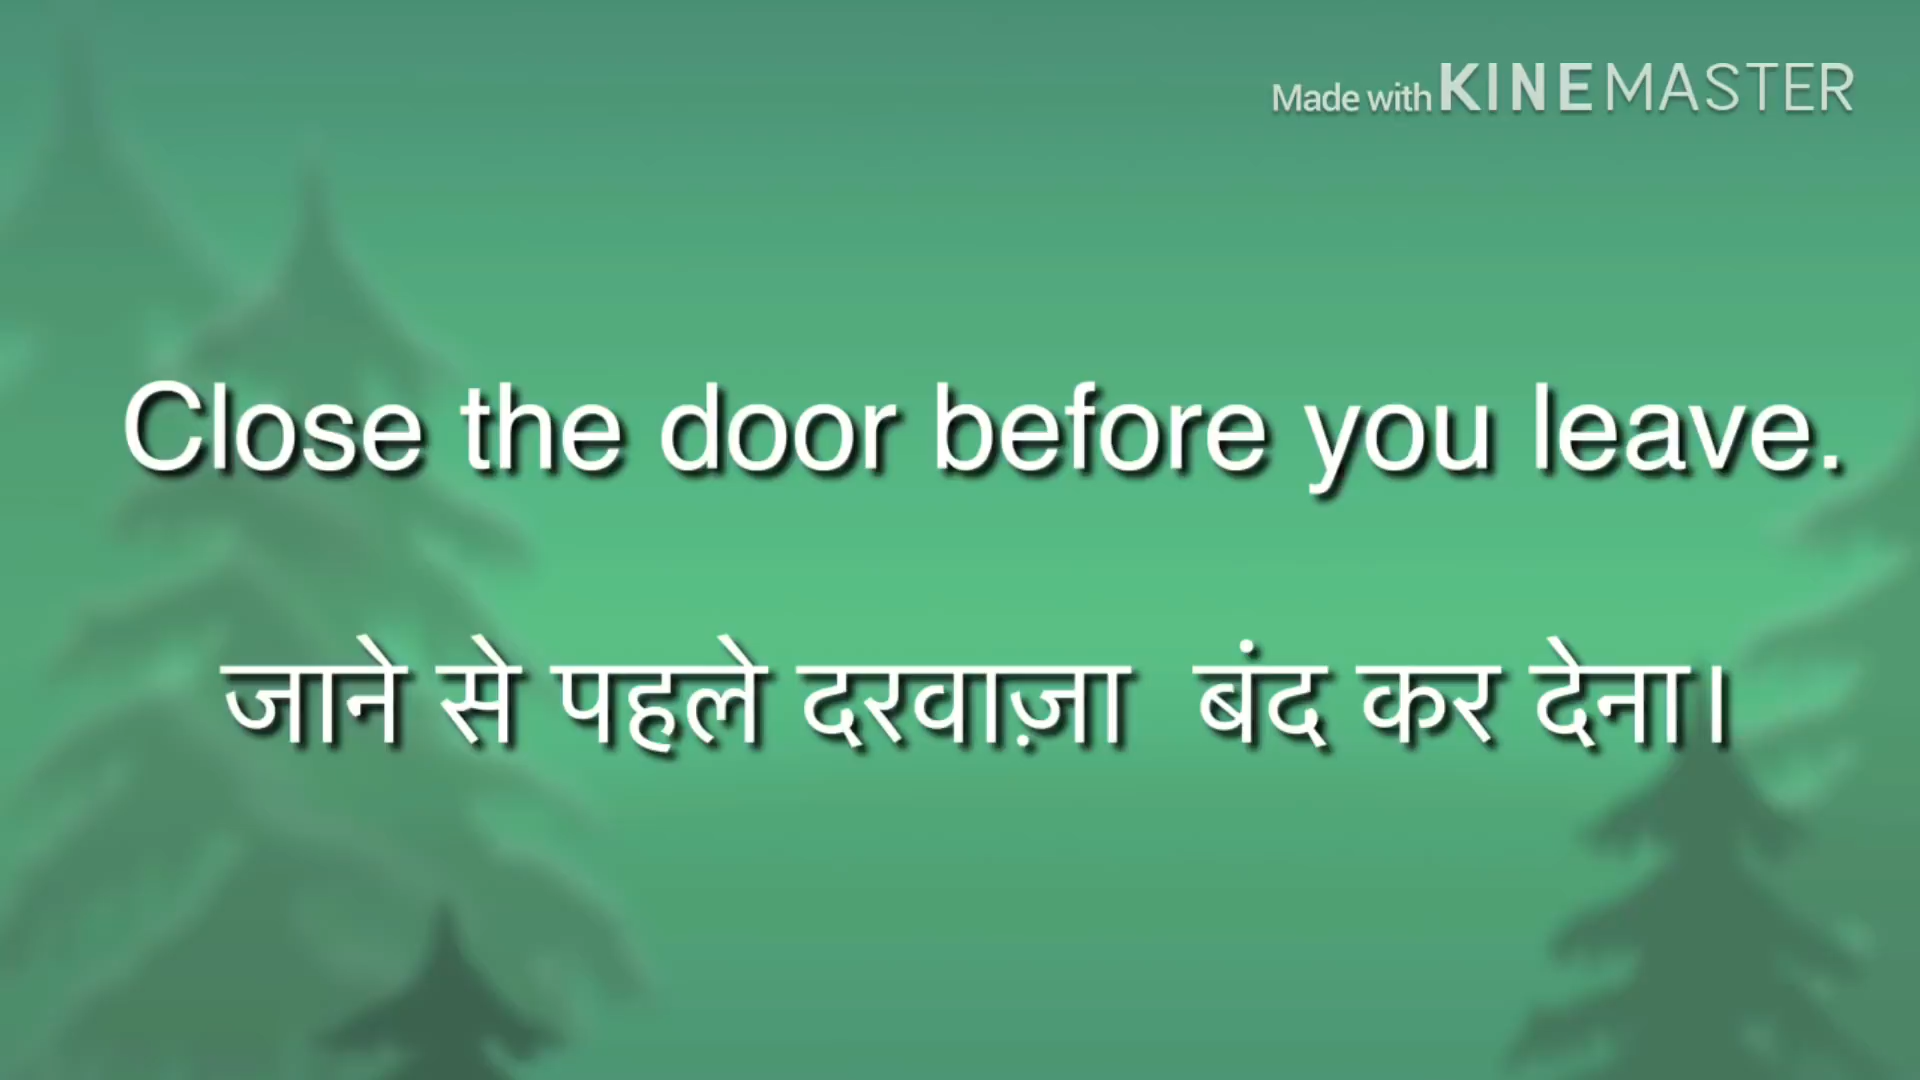 Made with KINEMASTER
Close the door before you leave.
जाने से पहले दरवाज़ा बंद कर देना।